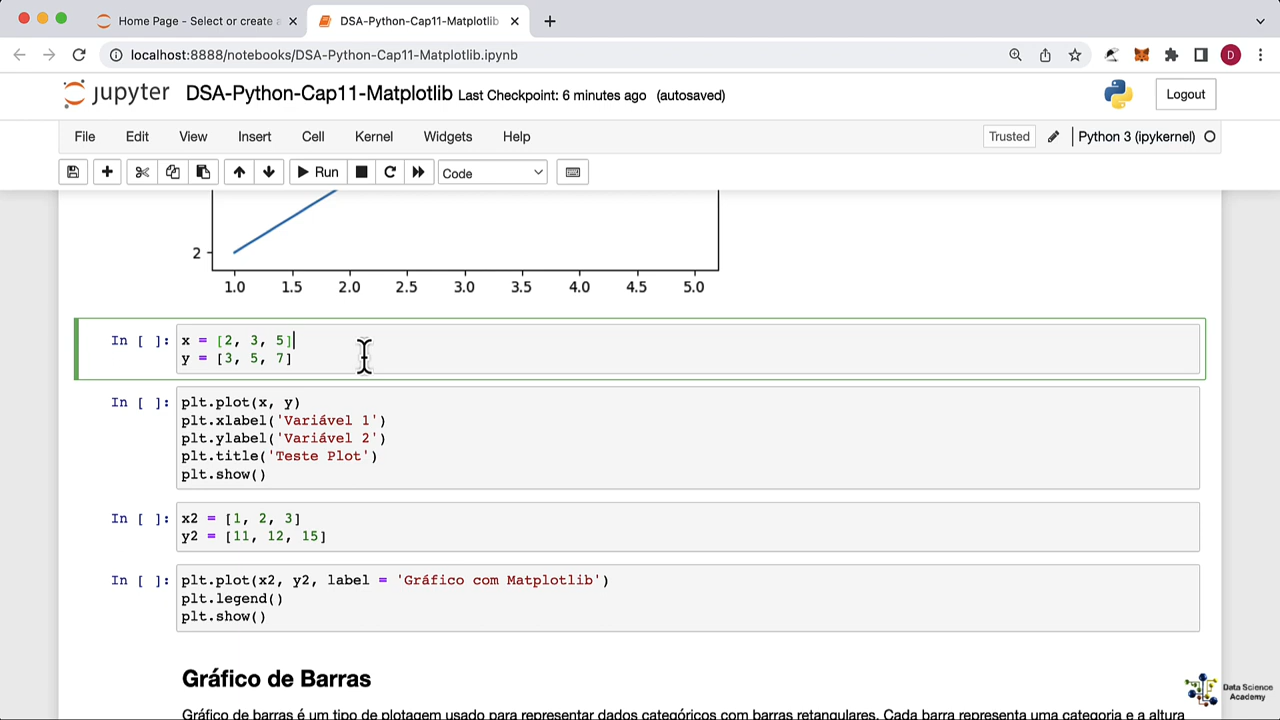 Home Page - Select or create a
DSA-Python-Cap11-Matplotlib
localhost:8888/notebooks/DSA-Python-Cap11-Matplotlib.ipynb
D
jupyter DSA-Python-Cap11-Matplotlib Last Checkpoint: 6 minutes ago (autosaved)
Logout
File Edit View Insert Cell Kernel Widgets Help
Trusted Python 3 (ipykernel)
Run Code
2
1.0 1.5 2.0 2.5 3.0 3.5 4.0 4.5 5.0
In [ ]: x = [2, 3, 5]
y = [3, 5, 7]
In [ ]: plt.plot(x, y)
plt.xlabel('Variável 1')
plt.ylabel('Variável 2')
plt.title('Teste Plot')
plt.show()
In [ ]: x2 = [1, 2, 3]
y2 = [11, 12, 15]
In [ ]: plt.plot(x2, y2, label = 'Gráfico com Matplotlib')
plt.legend()
plt.show()
Gráfico de Barras
Gráfico de barras é um tipo de plotagem usado para representar dados categóricos com barras retangulares. Cada barra representa uma categoria e a altura
Data Science
Academy